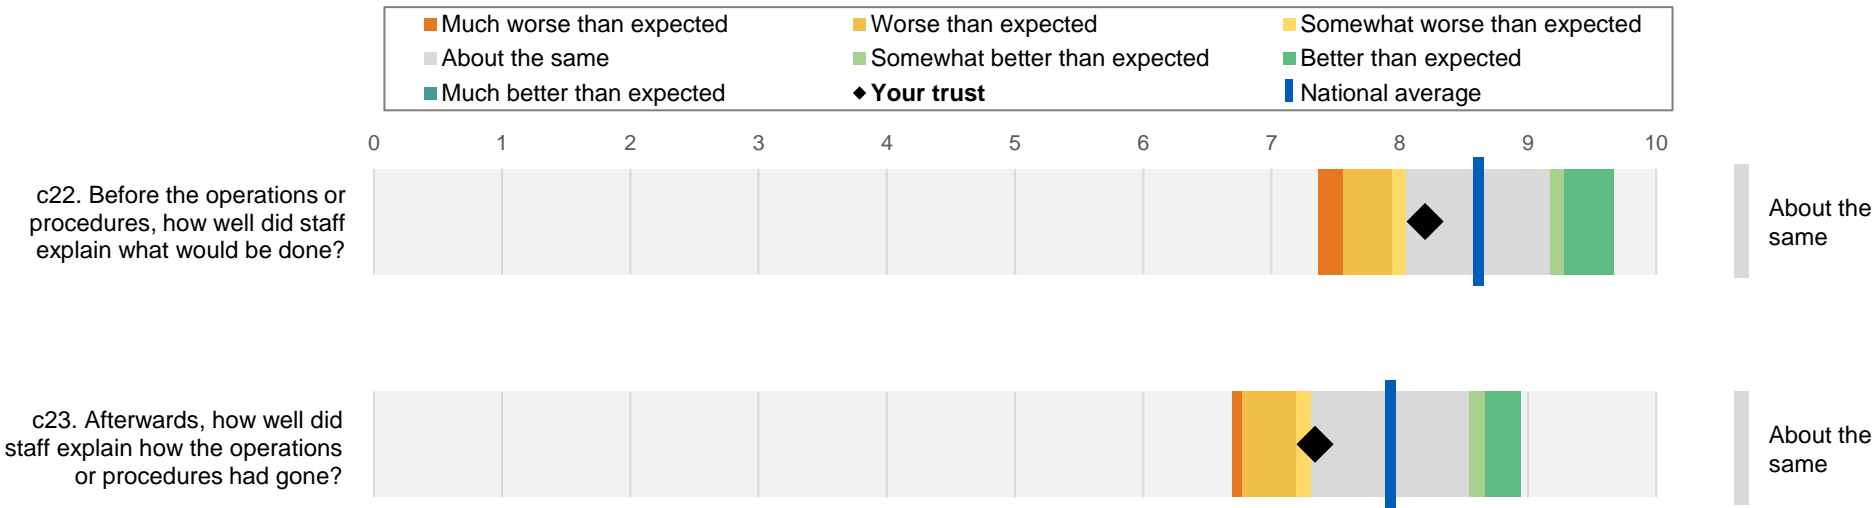 Much worse than expected
Worse than expected
Somewhat worse than expected
About the same
Somewhat better than expected
Better than expected
Much better than expected
Your trust
National average
0 1 2 3 4 5 6 7 8 9 10
c22. Before the operations or
procedures, how well did staff
explain what would be done?
About the
same
c23. Afterwards, how well did
staff explain how the operations
or procedures had gone?
About the
same